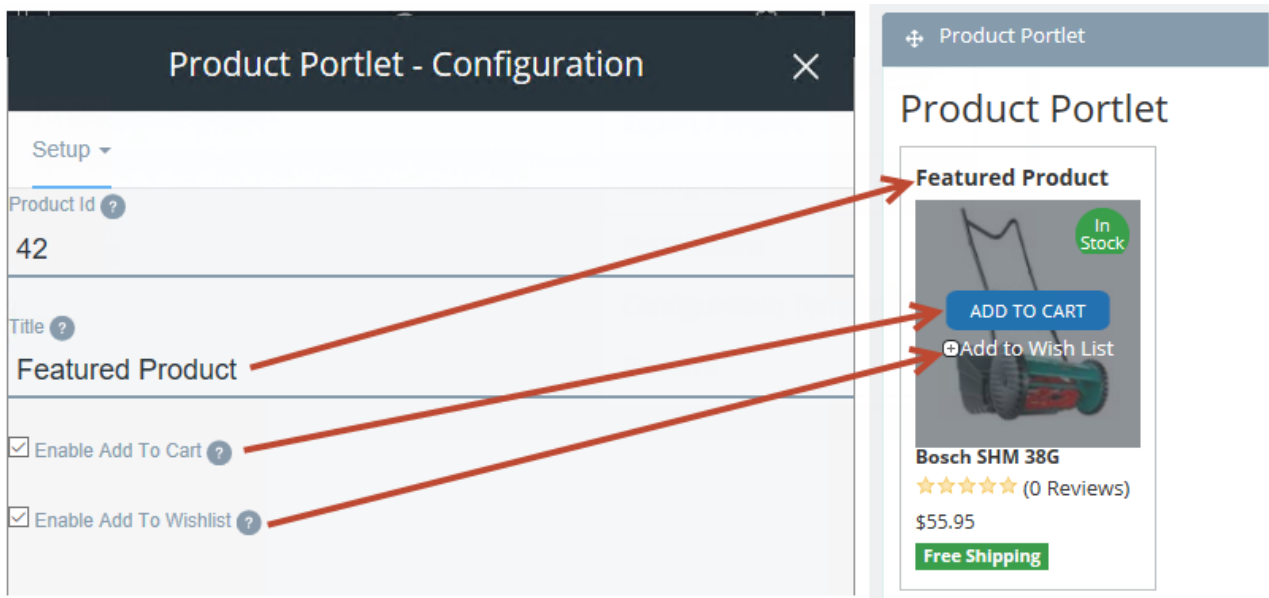 Product Portlet - Configuration
Setup
Product Id ?
42
Title ?
Featured Product
Enable Add To Cart ?
Enable Add To Wishlist ?
Product Portlet
Product Portlet
Featured Product
In
Stock
ADD TO CART
Add to Wish List
Bosch SHM 38G
(0 Reviews)
$55.95
Free Shipping